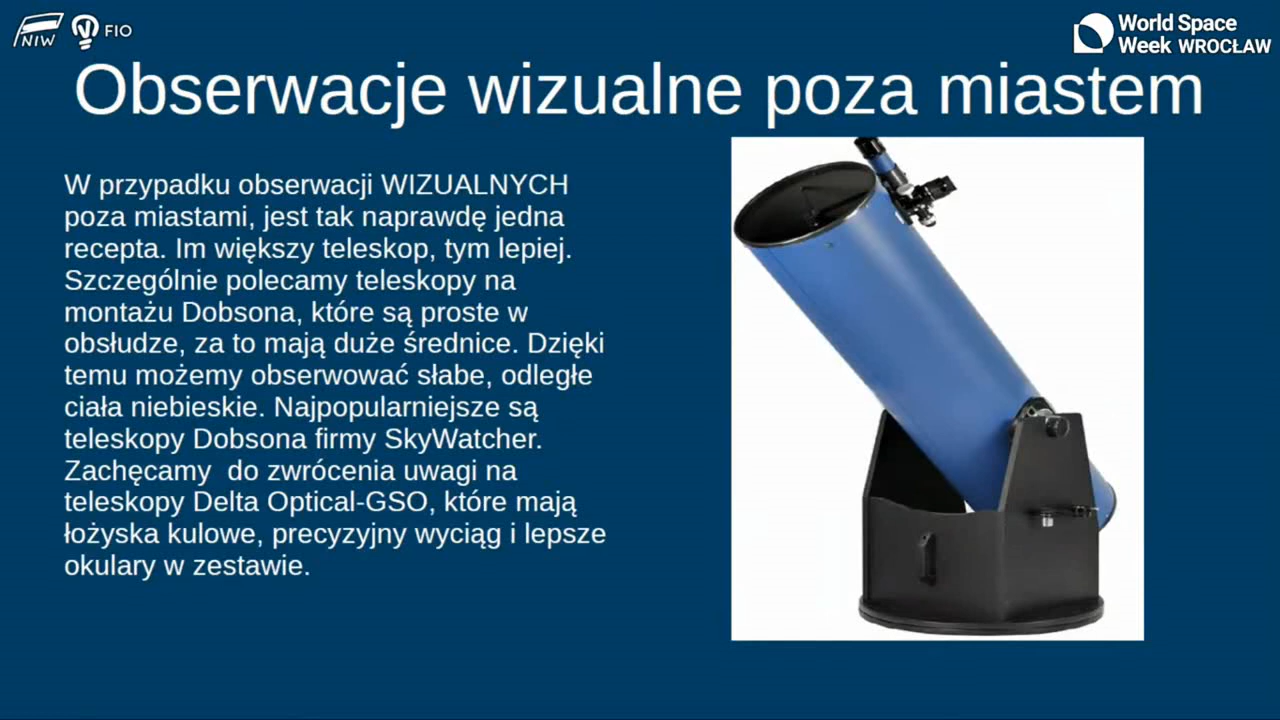 NIW FIO
World Space
Week WROCŁAW
Obserwacje wizualne poza miastem
W przypadku obserwacji WIZUALNYCH
poza miastami, jest tak naprawdę jedna
recepta. Im większy teleskop, tym lepiej.
Szczególnie polecamy teleskopy na
montażu Dobsona, które są proste w
obsłudze, za to mają duże średnice. Dzięki
temu możemy obserwować słabe, odległe
ciała niebieskie. Najpopularniejsze są
teleskopy Dobsona firmy SkyWatcher.
Zachęcamy  do zwrócenia uwagi na
teleskopy Delta Optical-GSO, które mają
łożyska kulowe, precyzyjny wyciąg i lepsze
okulary w zestawie.